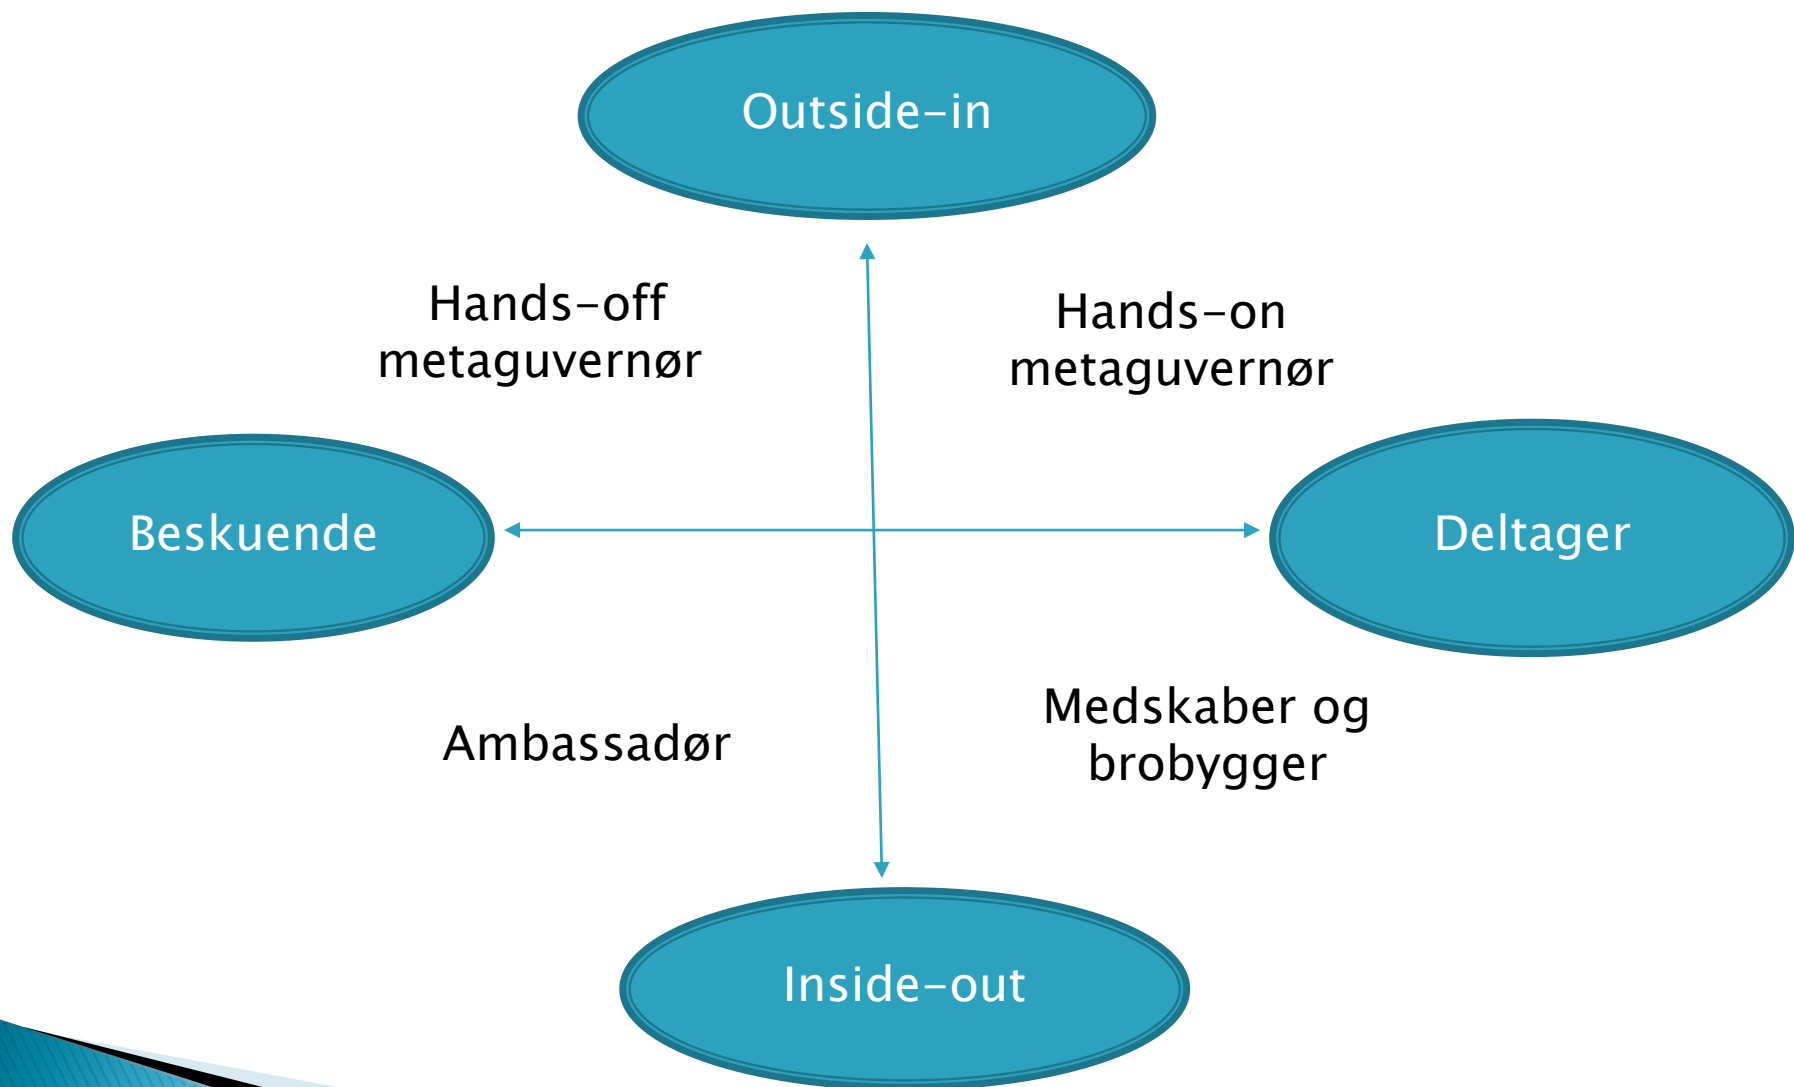 Outside-in
Hands-off
metaguvernør
Hands-on
metaguvernør
Beskuende
Deltager
Ambassadør
Medskaber og
brobygger
Inside-out